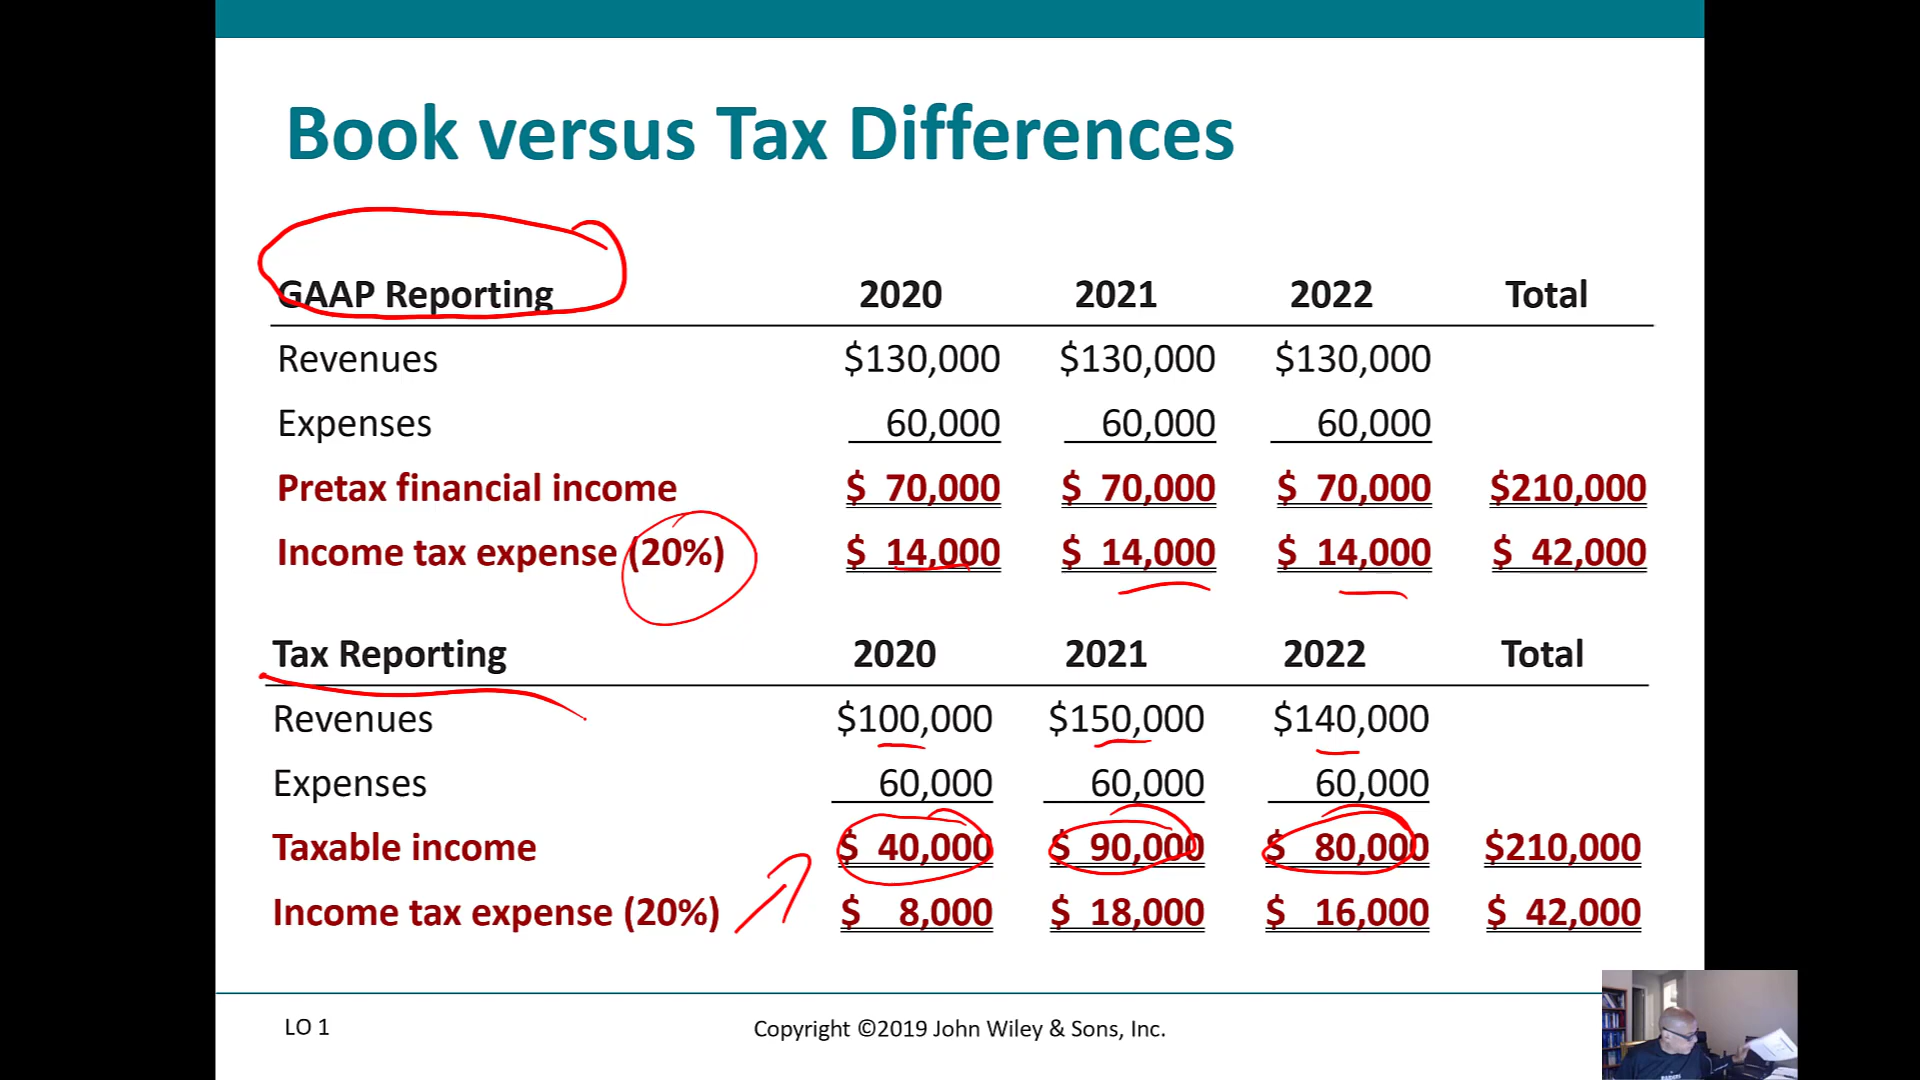 Book versus Tax Differences
GAAP Reporting 2020 2021 2022 Total
Revenues $130,000 $130,000 $130,000
Expenses 60,000 60,000 60,000
Pretax financial income $ 70,000 $ 70,000 $ 70,000 $210,000
Income tax expense (20%) $ 14,000 $ 14,000 $ 14,000 $ 42,000
Tax Reporting 2020 2021 2022 Total
Revenues $100,000 $150,000 $140,000
Expenses 60,000 60,000 60,000
Taxable income $ 40,000 $ 90,000 $ 80,000 $210,000
Income tax expense (20%) $ 8,000 $ 18,000 $ 16,000 $ 42,000
LO 1 Copyright ©2019 John Wiley & Sons, Inc.